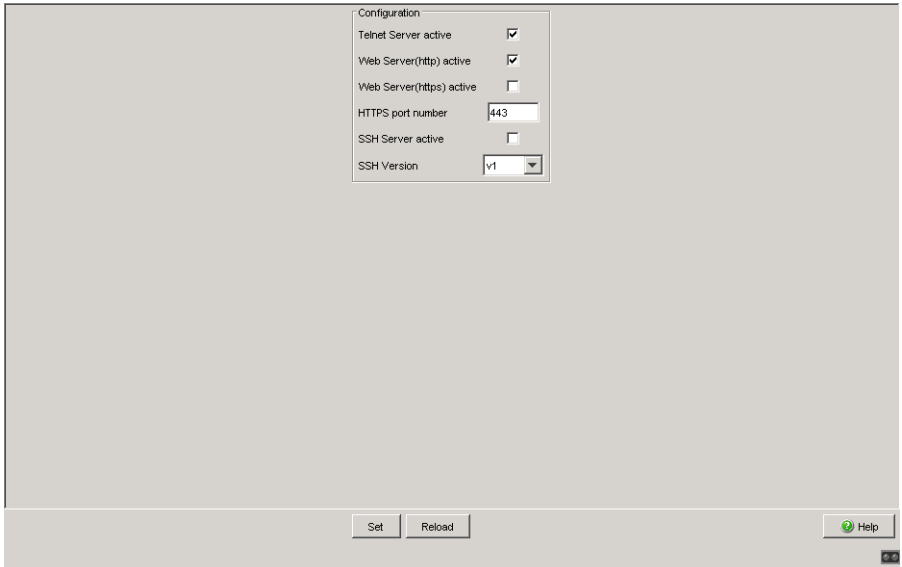 Configuration
Telnet Server active
Web Server(http) active
Web Server(https) active
HTTPS port number 443
SSH Server active
SSH Version v1
Set Reload Help